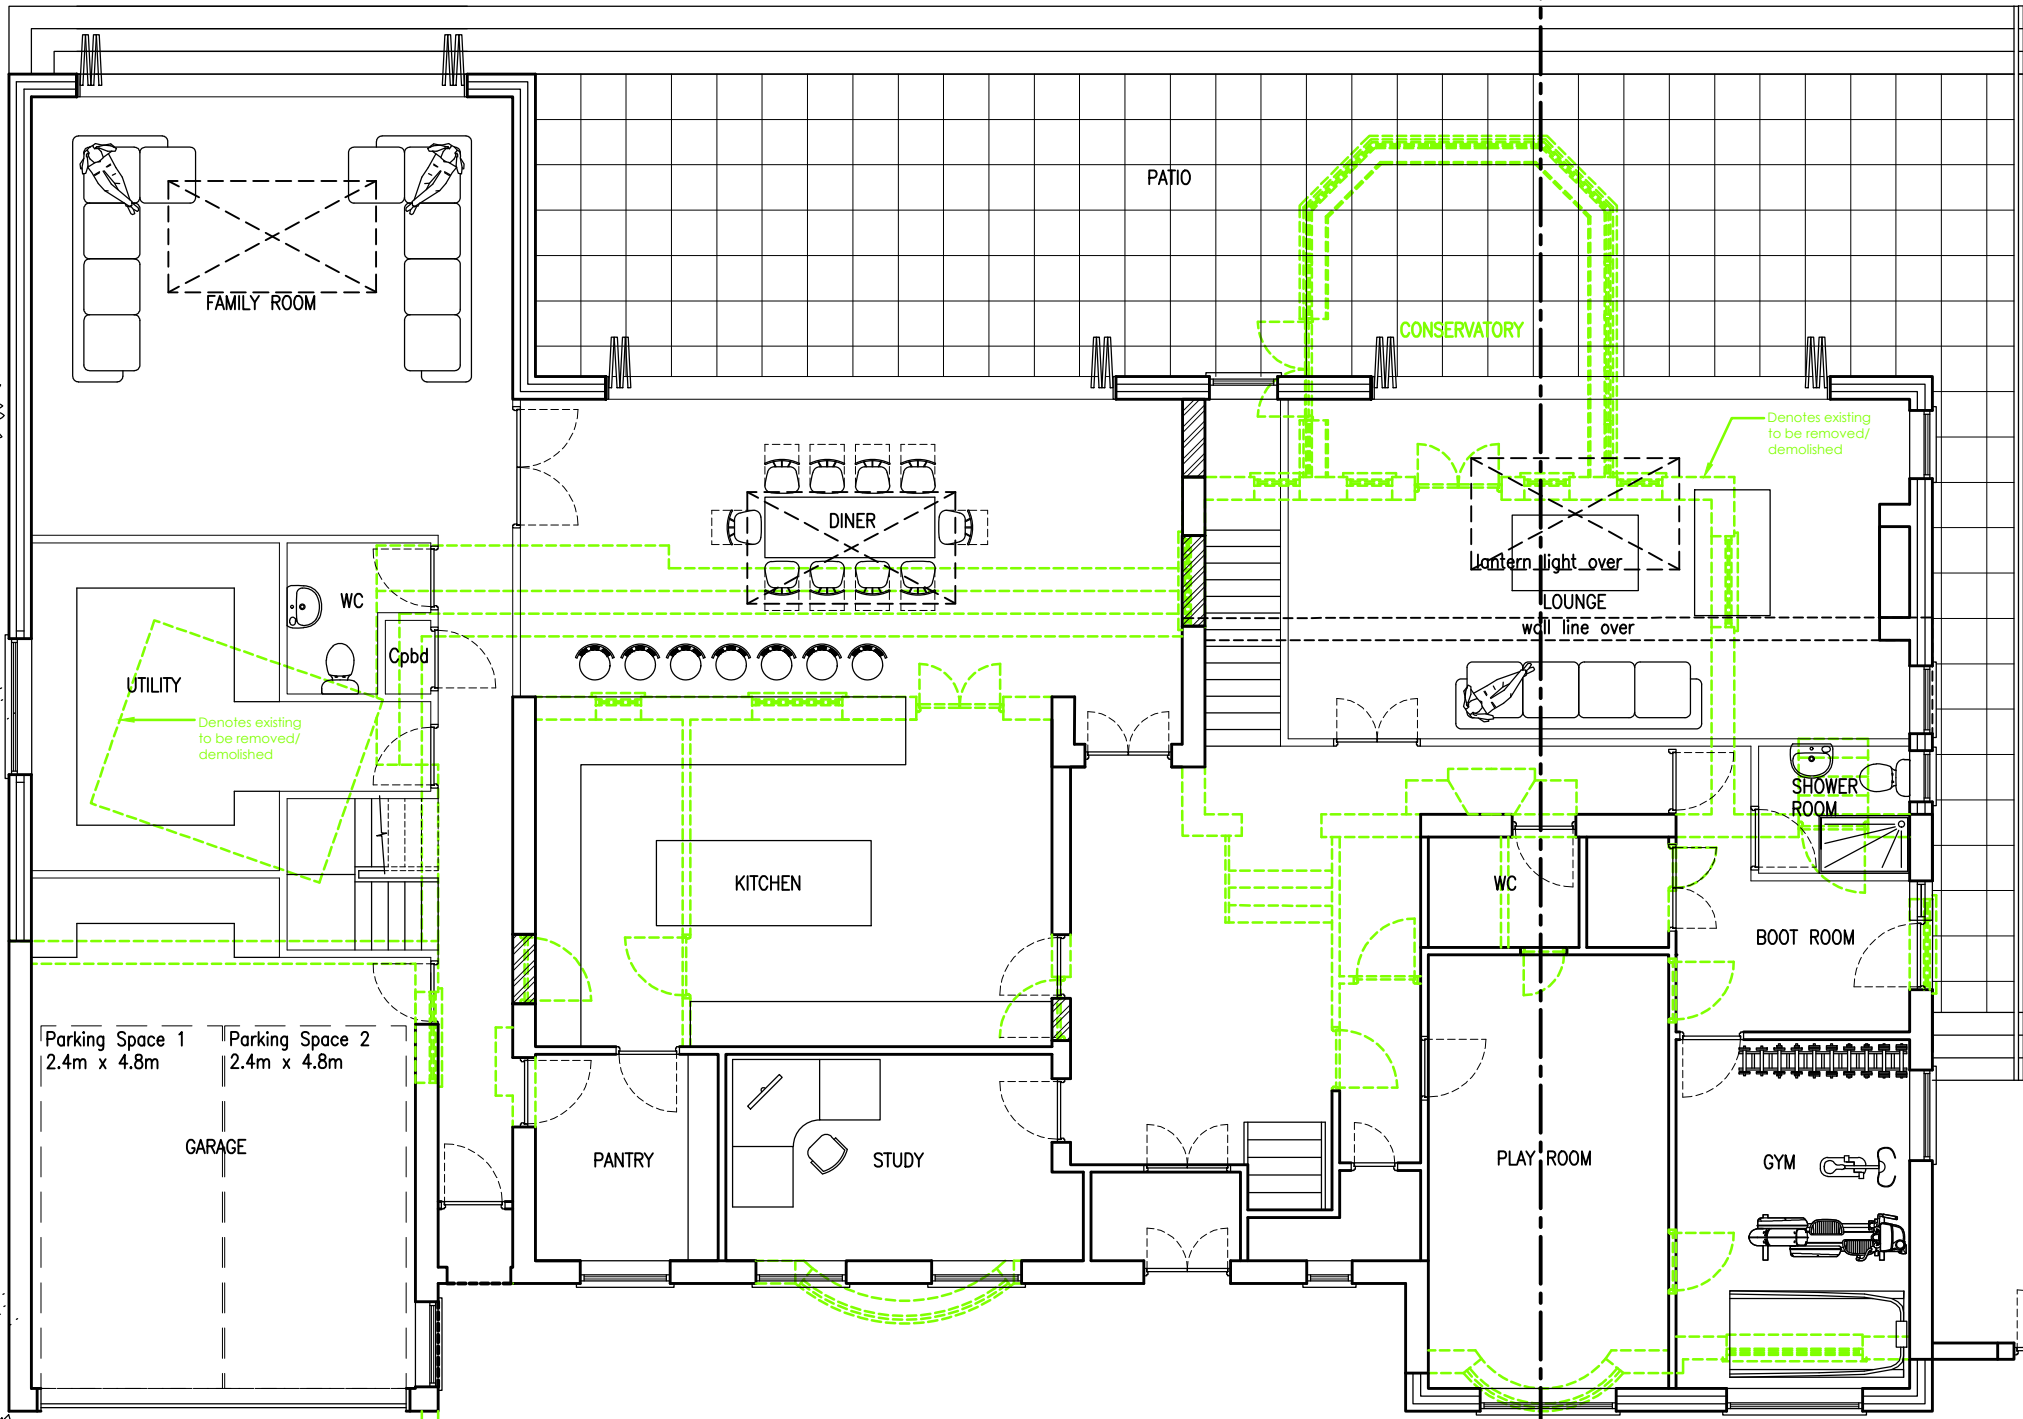 PATIO
FAMILY ROOM
CONSERVATORY
Denotes existing
to be removed/
demolished
DINER
lantern light over
WC
LOUNGE
wall line over
Cpbd
UTILITY
Denotes existing
to be removed/
demolished
SHOWER
ROOM
KITCHEN
WC
BOOT ROOM
Parking Space 1
2.4m x 4.8m
Parking Space 2
2.4m x 4.8m
GARAGE
PANTRY
STUDY
PLAY ROOM
GYM